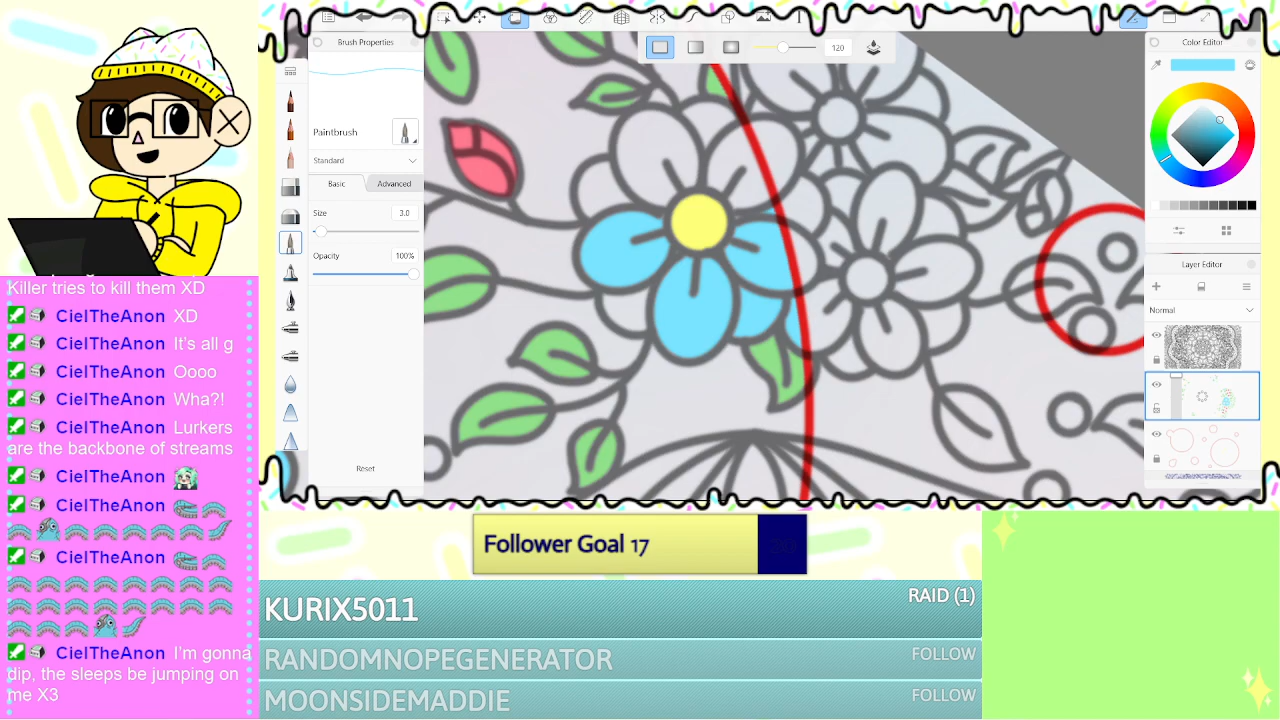 Brush Properties
Paintbrush
Standard
Basic
Advanced
Size
3.0
Opacity
100%
Reset
120
Color Editor
Layer Editor
Normal
Killer tries to kill them XD
CielTheAnon XD
CielTheAnon It's all g
CielTheAnon Oooo
CielTheAnon Wha?!
CielTheAnon Lurkers
are the backbone of streams
CielTheAnon
CielTheAnon
CielTheAnon
CielTheAnon I'm gonna
dip, the sleeps be jumping on
me X3
Follower Goal 17
KURIX5011
RAID (1)
RANDOMNOPEGENERATOR
FOLLOW
MOONSIDEMADDIE
FOLLOW